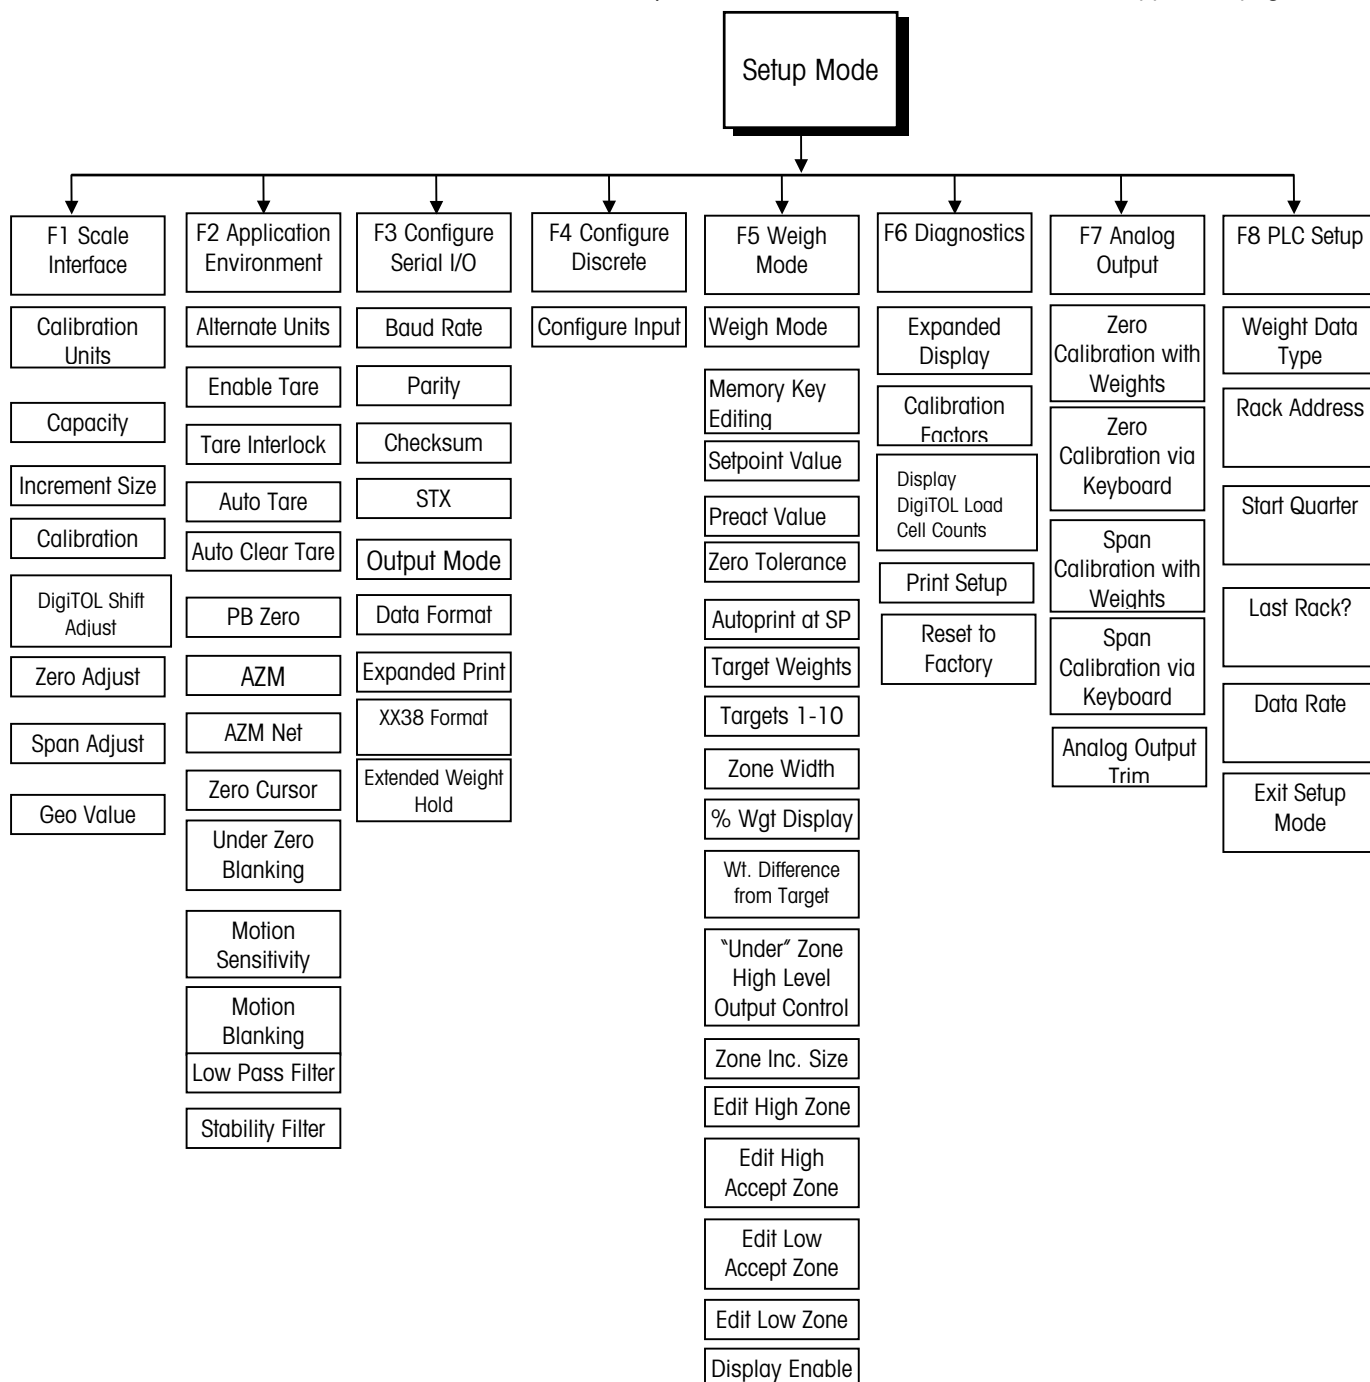 Setup Mode
F1 Scale
Interface
Calibration
Units
Capacity
Increment Size
Calibration
DigiTOL Shift
Adjust
Zero Adjust
Span Adjust
Geo Value
F2 Application
Environment
Alternate Units
Enable Tare
Tare Interlock
Auto Tare
Auto Clear Tare
PB Zero
AZM
AZM Net
Zero Cursor
Under Zero
Blanking
Motion
Sensitivity
Motion
Blanking
Low Pass Filter
Stability Filter
F3 Configure
Serial I/O
Baud Rate
Parity
Checksum
STX
Output Mode
Data Format
Expanded Print
XX38 Format
Extended Weight
Hold
F4 Configure
Discrete
Configure Input
F5 Weigh
Mode
Weigh Mode
Memory Key
Editing
Setpoint Value
Preact Value
Zero Tolerance
Autoprint at SP
Target Weights
Targets 1-10
Zone Width
% Wgt Display
Wt. Difference
from Target
“Under” Zone
High Level
Output Control
Zone Inc. Size
Edit High Zone
Edit High
Accept Zone
Edit Low
Accept Zone
Edit Low Zone
Display Enable
F6 Diagnostics
Expanded
Display
Calibration
Factors
Display
DigiTOL Load
Cell Counts
Print Setup
Reset to
Factory
F7 Analog
Output
Zero
Calibration with
Weights
Zero
Calibration via
Keyboard
Span
Calibration with
Weights
Span
Calibration via
Keyboard
Analog Output
Trim
F8 PLC Setup
Weight Data
Type
Rack Address
Start Quarter
Last Rack?
Data Rate
Exit Setup
Mode